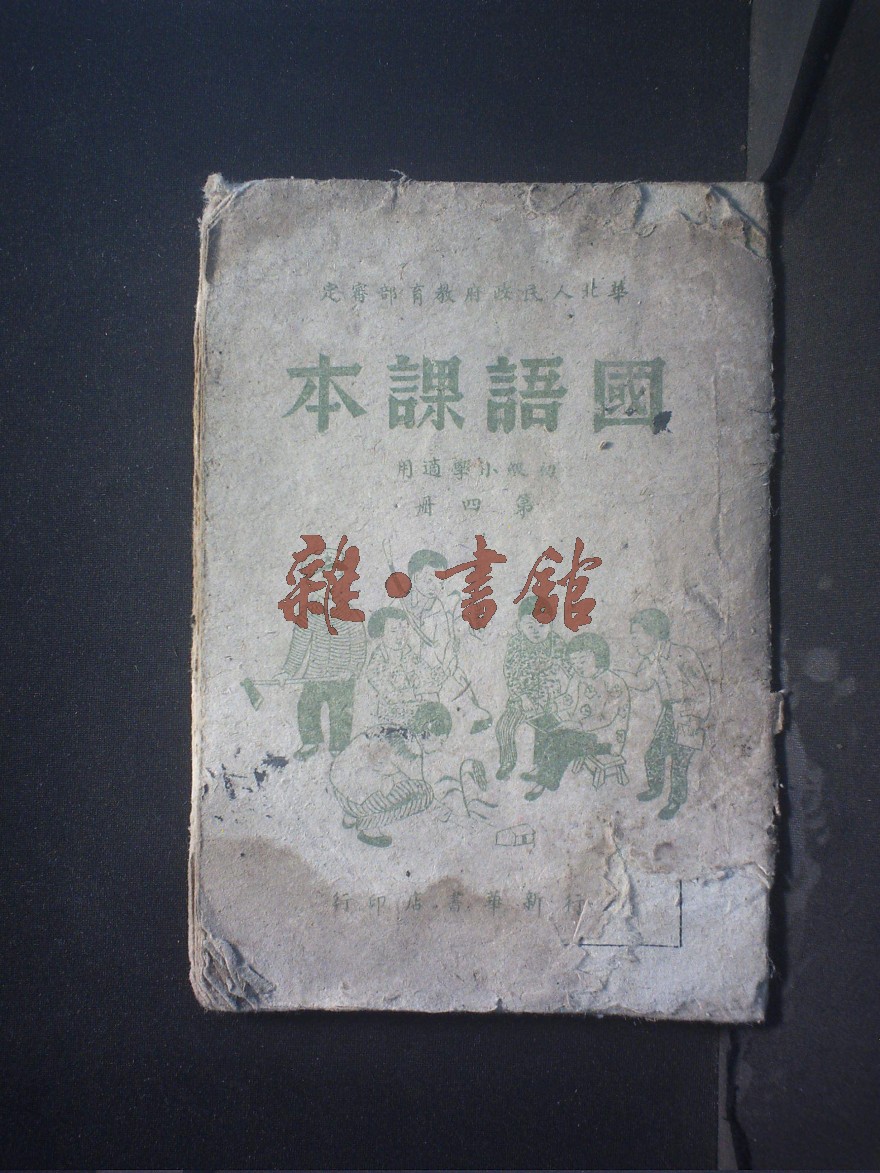 華北人民政府教育部審定
國語課本
初級小學適用
第四冊
雜·書館
行新華書店印行